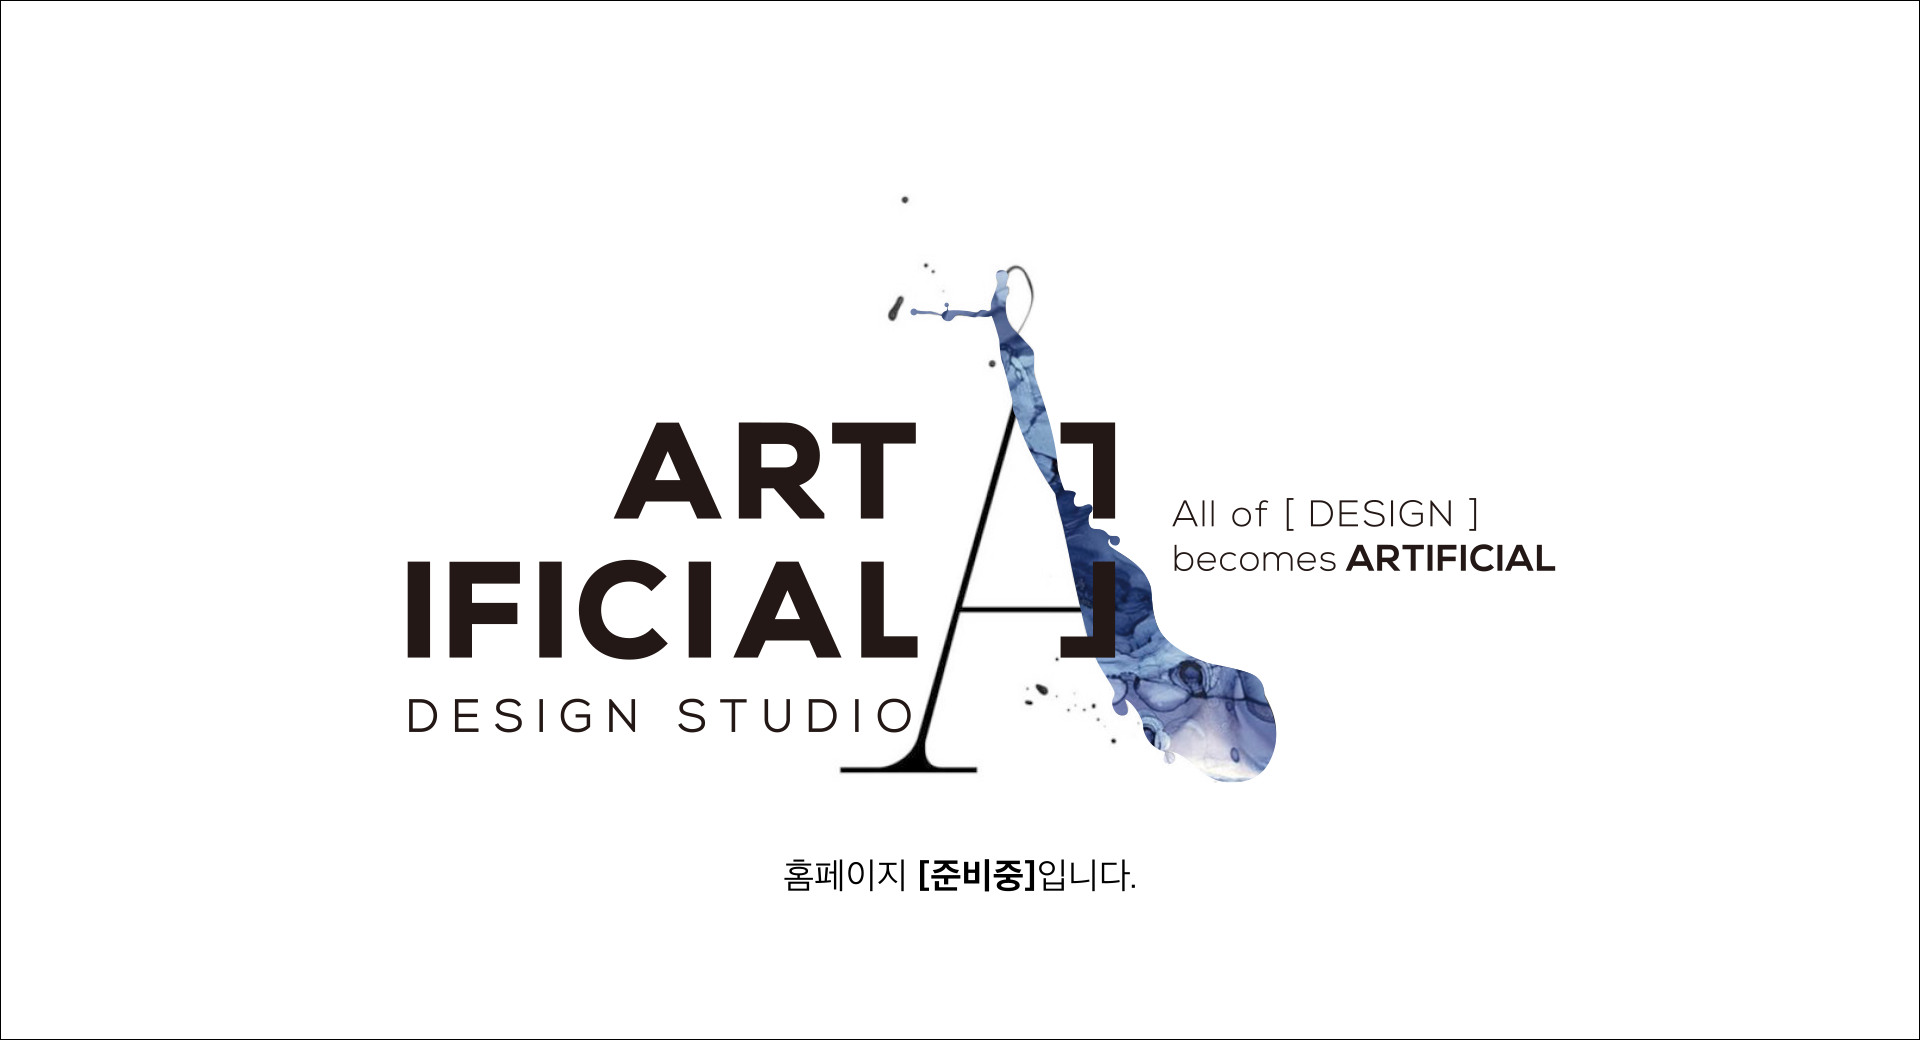 ART
IFICIAL
A ]
DESIGN STUDIO
All of [ DESIGN ]
becomes ARTIFICIAL
홈페이지 [준비중]입니다.